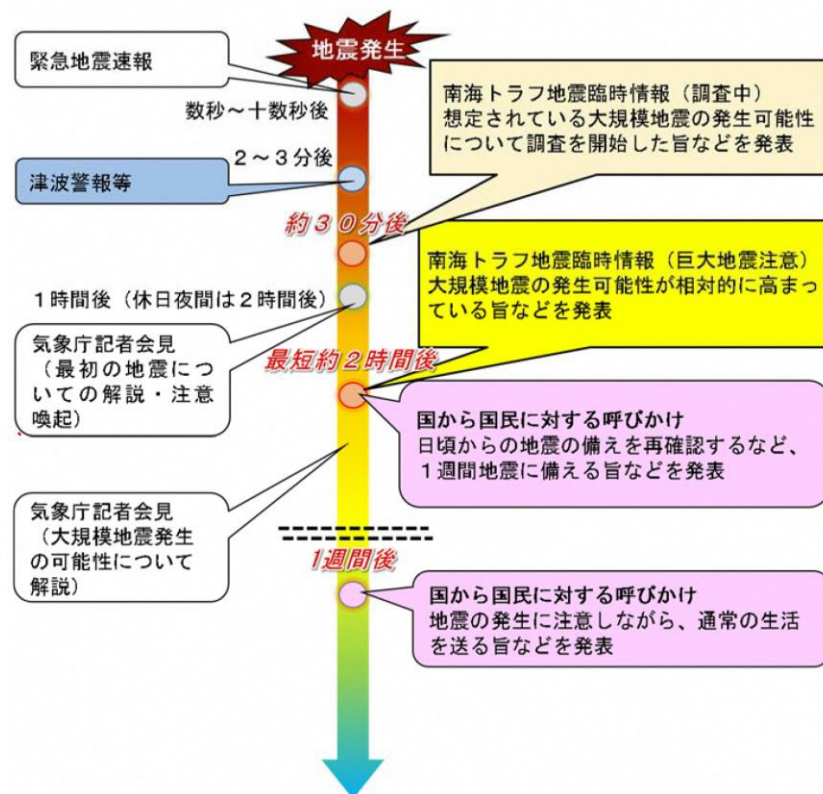 地震発生
緊急地震速報
数秒～十数秒後
南海トラフ地震臨時情報（調査中）
想定されている大規模地震の発生可能性
について調査を開始した旨などを発表
２～３分後
津波警報等
約３０分後
南海トラフ地震臨時情報（巨大地震注意）
大規模地震の発生可能性が相対的に高まっ
ている旨などを発表
１時間後（休日夜間は２時間後）
気象庁記者会見
（最初の地震につ
いての解説・注意
喚起）
最短約２時間後
国から国民に対する呼びかけ
日頃からの地震の備えを再確認するなど、
１週間地震に備える旨などを発表
気象庁記者会見
（大規模地震発生
の可能性について
解説）
1週間後
国から国民に対する呼びかけ
地震の発生に注意しながら、通常の生活
を送る旨などを発表